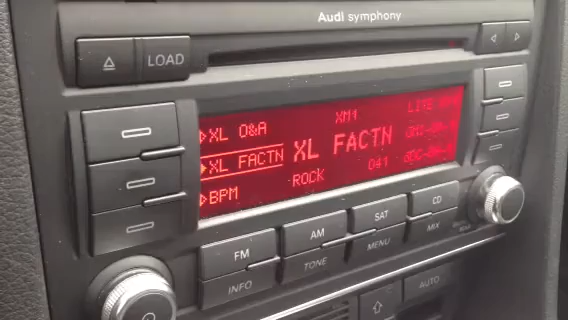 Audi symphony
LOAD
XL O&A
XM1
XL FACTN
XL FACTN
ROCK
041
BPM
FM
AM
SAT
CD
INFO
TONE
MENU
MIX
AUTO